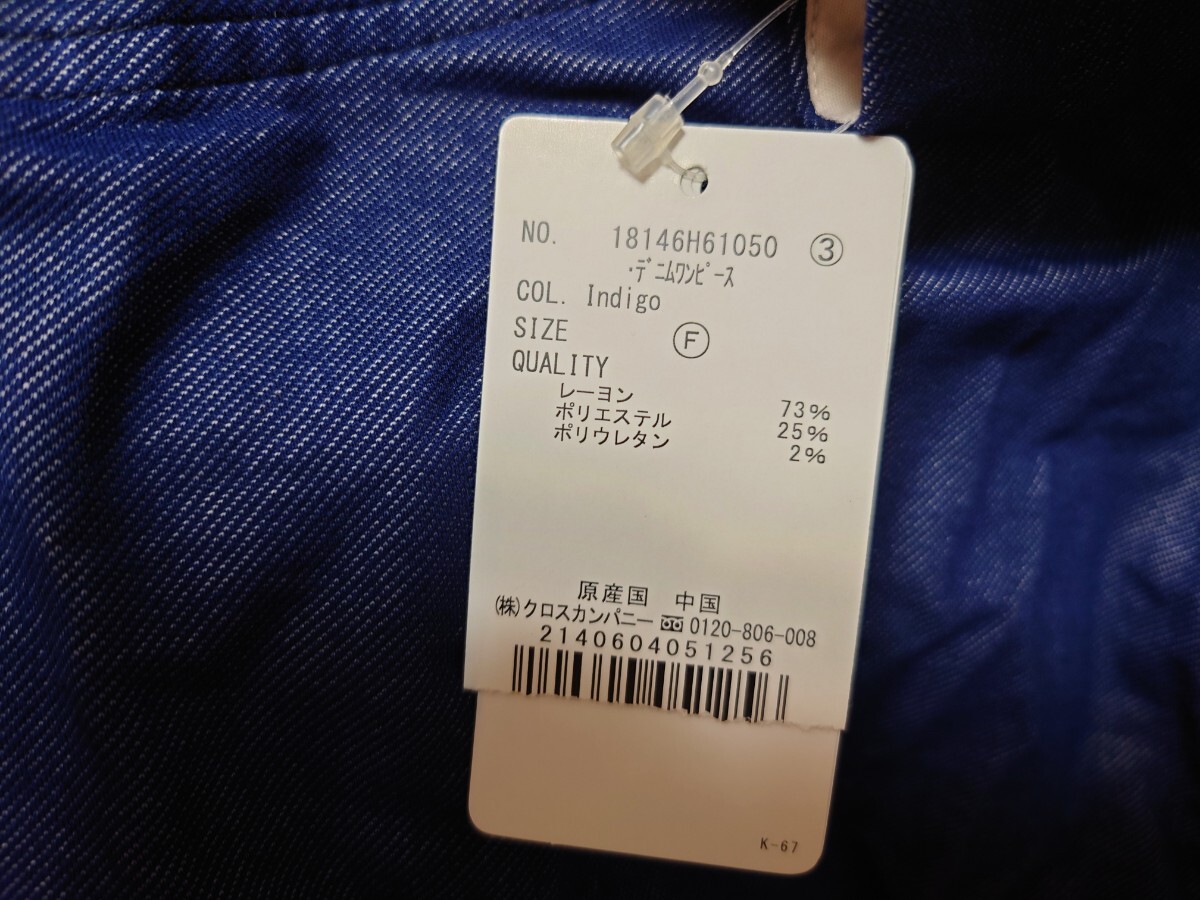 NO. 18146H61050 ③
・ﾃﾞﾆﾑﾜﾝﾋﾟｰｽ
COL. Indigo
SIZE Ⓕ
QUALITY
レーヨン 73%
ポリエステル 25%
ポリウレタン 2%
原産国 中国
(株)クロスカンパニー 0120-806-008
2140604051256
K-67